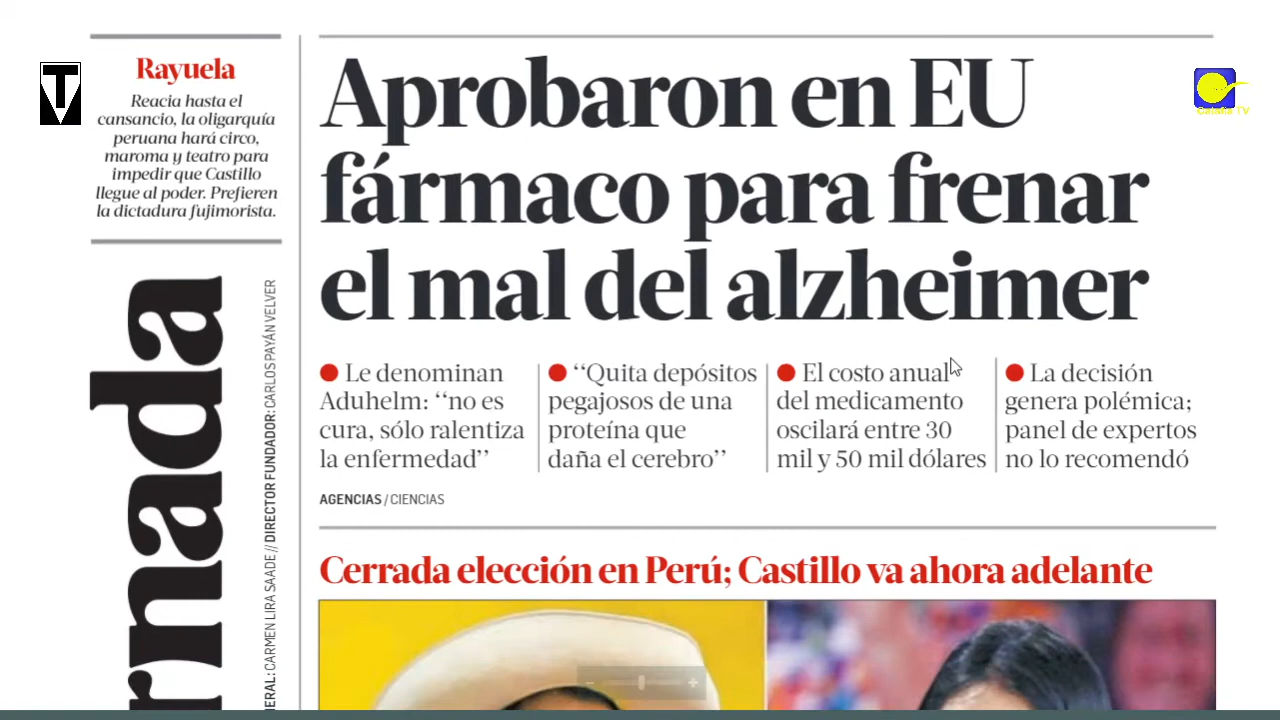 Rayuela
Reacia hasta el
cansancio, la oligarquía
peruana hará circo,
maroma y teatro para
impedir que Castillo
llegue al poder. Prefieren
la dictadura fujimorista.
rnada
NERAL: CARMEN LIRA SAADE // DIRECTOR FUNDADOR: CARLOS PAYÁN VELVER
Aprobaron en EU
fármaco para frenar
el mal del alzheimer
Le denominan
Aduhelm: ‘‘no es
cura, sólo ralentiza
la enfermedad’’
‘‘Quita depósitos
pegajosos de una
proteína que
daña el cerebro’’
El costo anual
del medicamento
oscilará entre 30
mil y 50 mil dólares
La decisión
genera polémica;
panel de expertos
no lo recomendó
AGENCIAS / CIENCIAS
Cerrada elección en Perú; Castillo va ahora adelante
TV